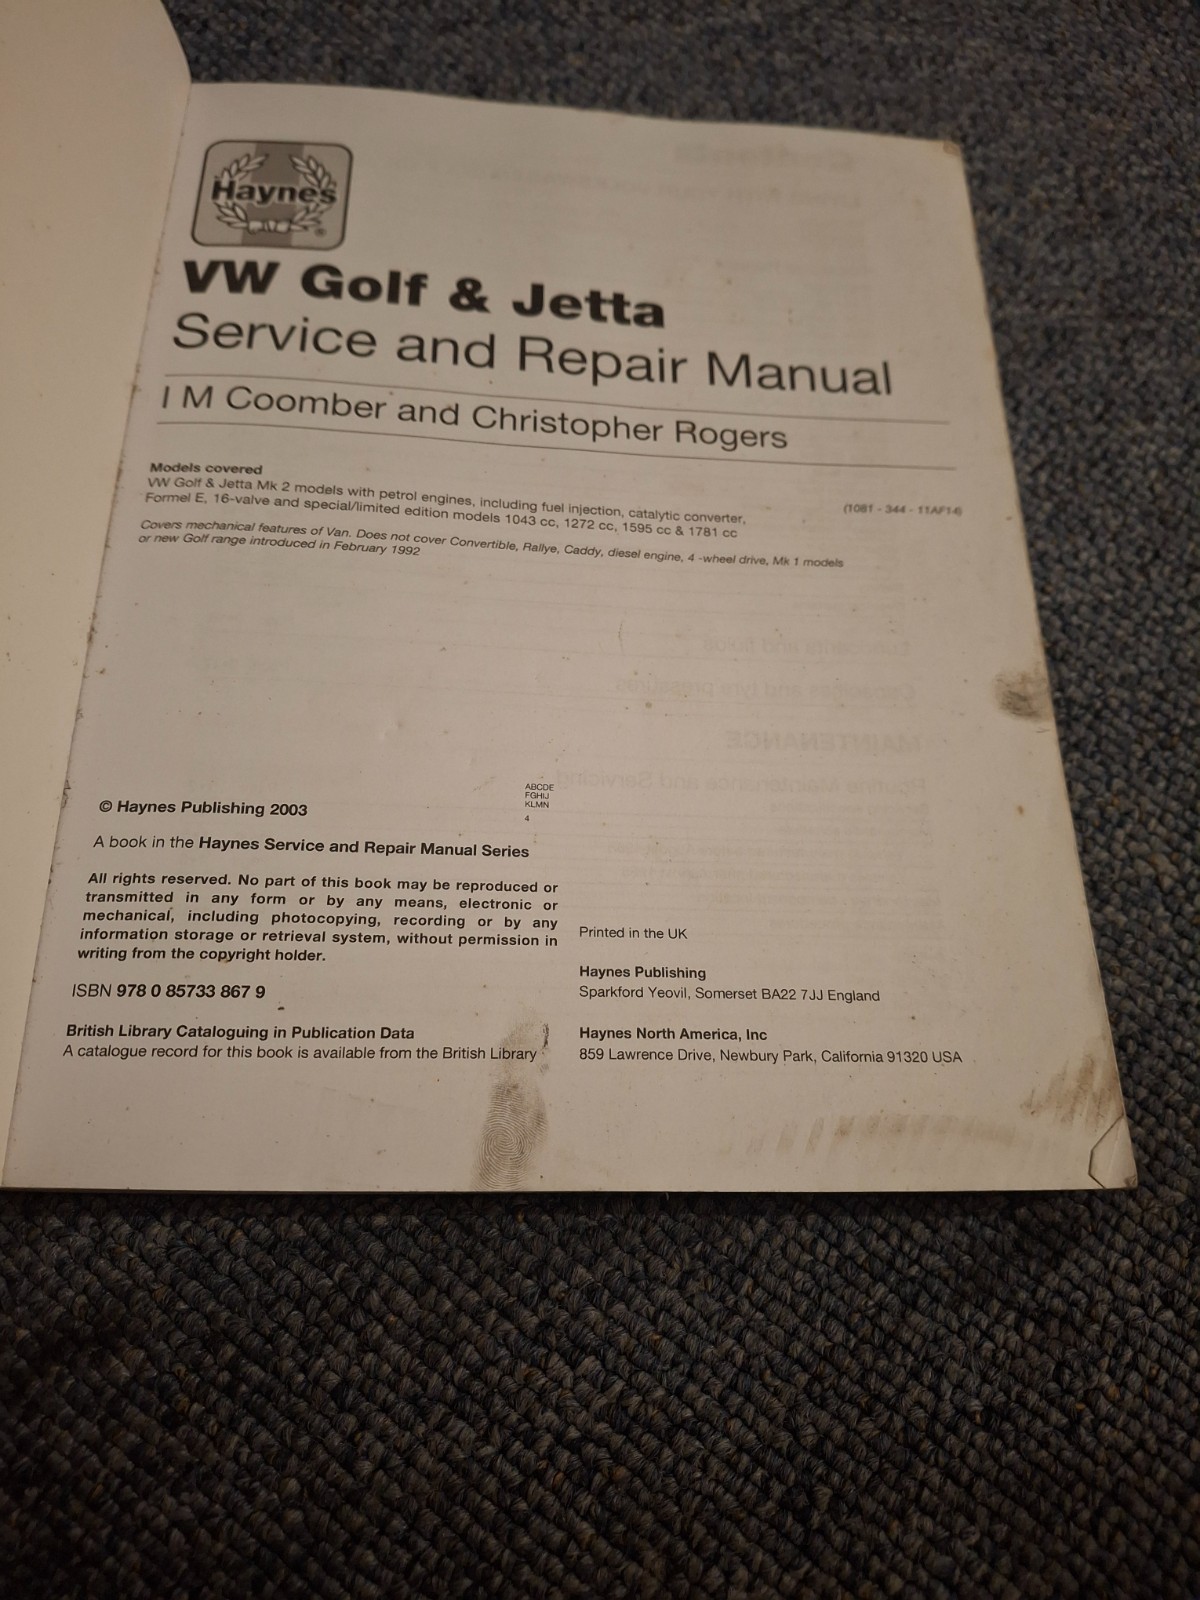 Haynes
®
VW Golf & Jetta
Service and Repair Manual
I M Coomber and Christopher Rogers
Models covered
VW Golf & Jetta Mk 2 models with petrol engines, including fuel injection, catalytic converter,
Formel E, 16-valve and special/limited edition models 1043 cc, 1272 cc, 1595 cc & 1781 cc
(1081 - 344 - 11AF14)
Covers mechanical features of Van. Does not cover Convertible, Rallye, Caddy, diesel engine, 4 -wheel drive, Mk 1 models
or new Golf range introduced in February 1992
© Haynes Publishing 2003
A book in the Haynes Service and Repair Manual Series
All rights reserved. No part of this book may be reproduced or
transmitted in any form or by any means, electronic or
mechanical, including photocopying, recording or by any
information storage or retrieval system, without permission in
writing from the copyright holder.
ISBN 978 0 85733 867 9
British Library Cataloguing in Publication Data
A catalogue record for this book is available from the British Library
ABCDE
FGHIJ
KLMN
4
Printed in the UK
Haynes Publishing
Sparkford Yeovil, Somerset BA22 7JJ England
Haynes North America, Inc
859 Lawrence Drive, Newbury Park, California 91320 USA